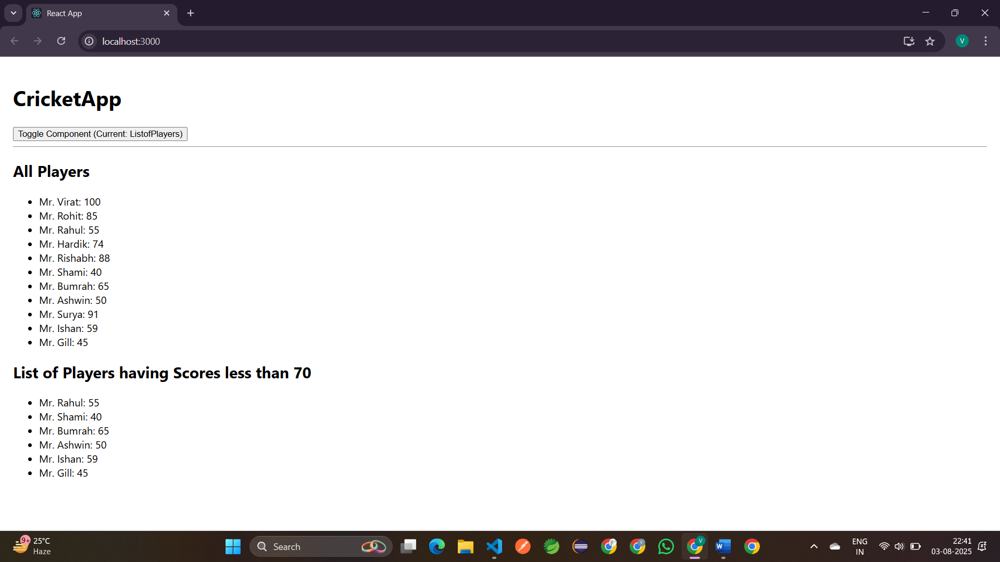 React App
localhost:3000
V
CricketApp
Toggle Component (Current: ListofPlayers)
All Players
Mr. Virat: 100
Mr. Rohit: 85
Mr. Rahul: 55
Mr. Hardik: 74
Mr. Rishabh: 88
Mr. Shami: 40
Mr. Bumrah: 65
Mr. Ashwin: 50
Mr. Surya: 91
Mr. Ishan: 59
Mr. Gill: 45
List of Players having Scores less than 70
Mr. Rahul: 55
Mr. Shami: 40
Mr. Bumrah: 65
Mr. Ashwin: 50
Mr. Ishan: 59
Mr. Gill: 45
9+
25°C
Haze
Search
V
V
W
ENG
IN
22:41
03-08-2025